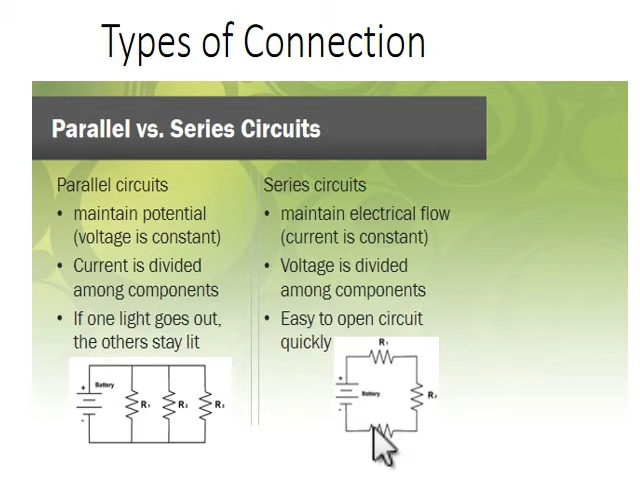 Types of Connection
Parallel vs. Series Circuits
Parallel circuits
• maintain potential
(voltage is constant)
• Current is divided
among components
• If one light goes out,
the others stay lit
Battery
+
-
R₁
R₂
R₃
Series circuits
• maintain electrical flow
(current is constant)
• Voltage is divided
among components
• Easy to open circuit
quickly
R₁
+
Battery
-